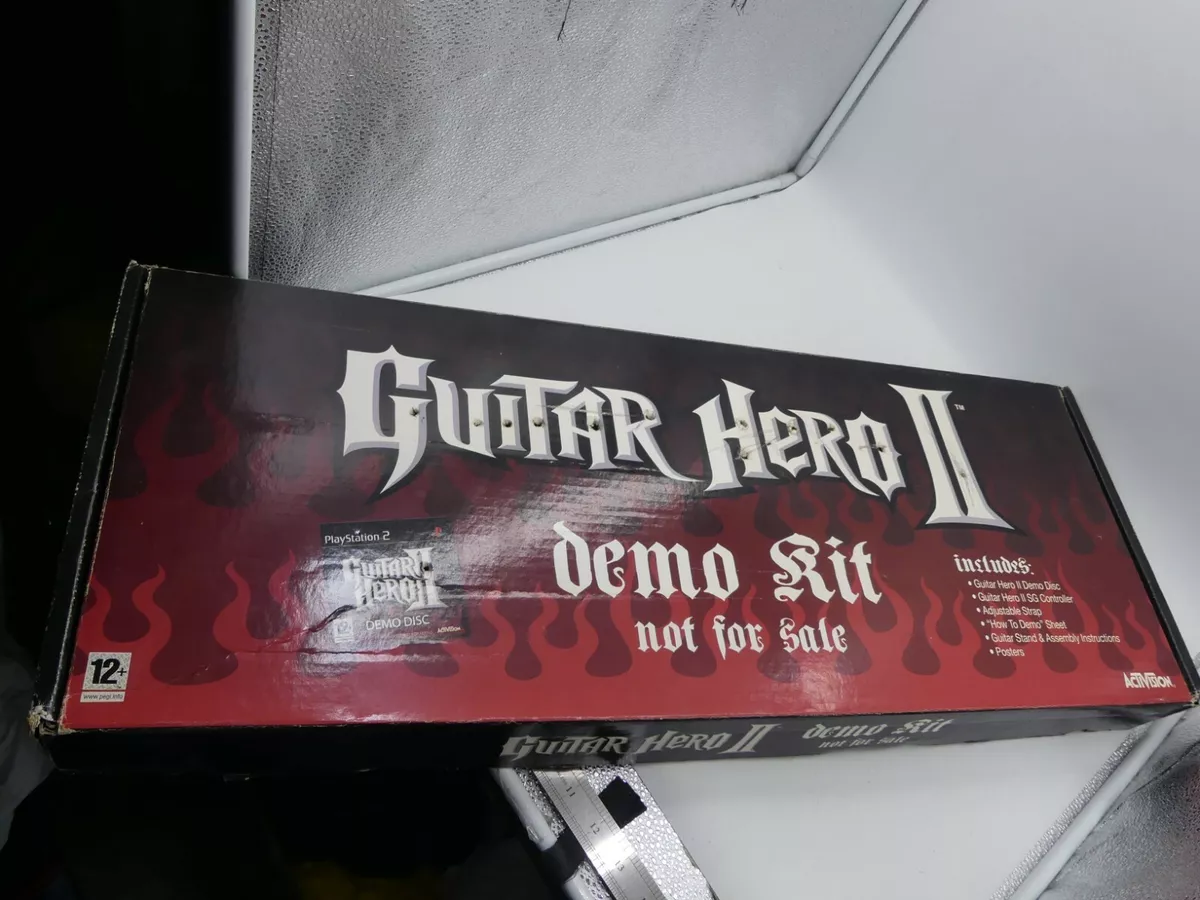 GUITAR HERO II™
PlayStation 2
GUITAR HERO II
DEMO DISC
ACTIVISION
demo Kit
not for sale
includes:
• Guitar Hero II Demo Disc
• Guitar Hero II SG Controller
• Adjustable Strap
• "How To Demo" Sheet
• Guitar Stand & Assembly Instructions
• Posters
12+
www.pegi.info
ACTIVISION
GUITAR HERO II demo Kit
not for sale